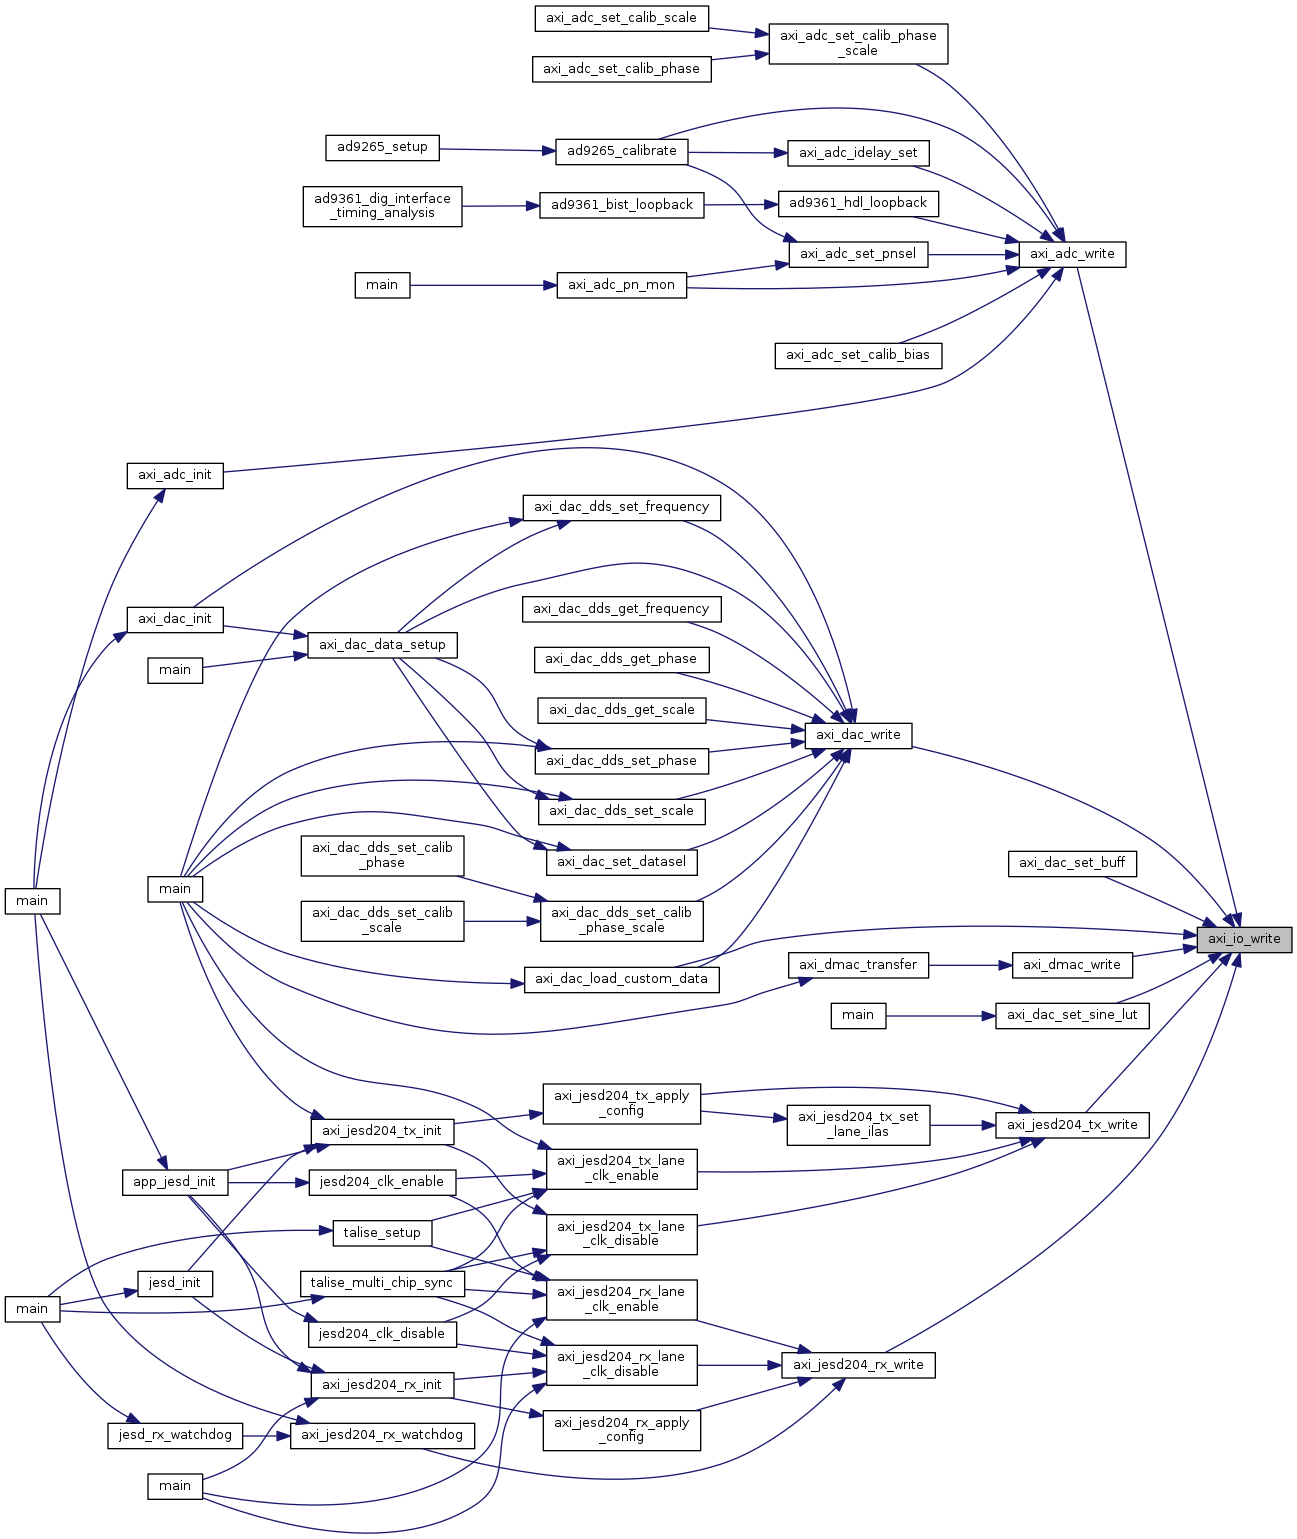 axi_adc_set_calib_scale
axi_adc_set_calib_phase
_scale
axi_adc_set_calib_phase
ad9265_setup
ad9265_calibrate
axi_adc_idelay_set
ad9361_dig_interface
_timing_analysis
ad9361_bist_loopback
ad9361_hdl_loopback
axi_adc_set_pnsel
axi_adc_write
main
axi_adc_pn_mon
axi_adc_set_calib_bias
axi_adc_init
axi_dac_dds_set_frequency
axi_dac_dds_get_frequency
axi_dac_init
axi_dac_data_setup
main
axi_dac_dds_get_phase
axi_dac_dds_get_scale
axi_dac_write
axi_dac_dds_set_phase
axi_dac_dds_set_scale
axi_dac_dds_set_calib
_phase
axi_dac_set_datasel
axi_dac_set_buff
main
main
axi_dac_dds_set_calib
_scale
axi_dac_dds_set_calib
_phase_scale
axi_io_write
axi_dac_load_custom_data
axi_dmac_transfer
axi_dmac_write
main
axi_dac_set_sine_lut
axi_jesd204_tx_apply
_config
axi_jesd204_tx_set
_lane_ilas
axi_jesd204_tx_write
axi_jesd204_tx_init
axi_jesd204_tx_lane
_clk_enable
app_jesd_init
jesd204_clk_enable
talise_setup
axi_jesd204_tx_lane
_clk_disable
jesd_init
talise_multi_chip_sync
axi_jesd204_rx_lane
_clk_enable
main
jesd204_clk_disable
axi_jesd204_rx_lane
_clk_disable
axi_jesd204_rx_write
axi_jesd204_rx_init
axi_jesd204_rx_apply
_config
jesd_rx_watchdog
axi_jesd204_rx_watchdog
main